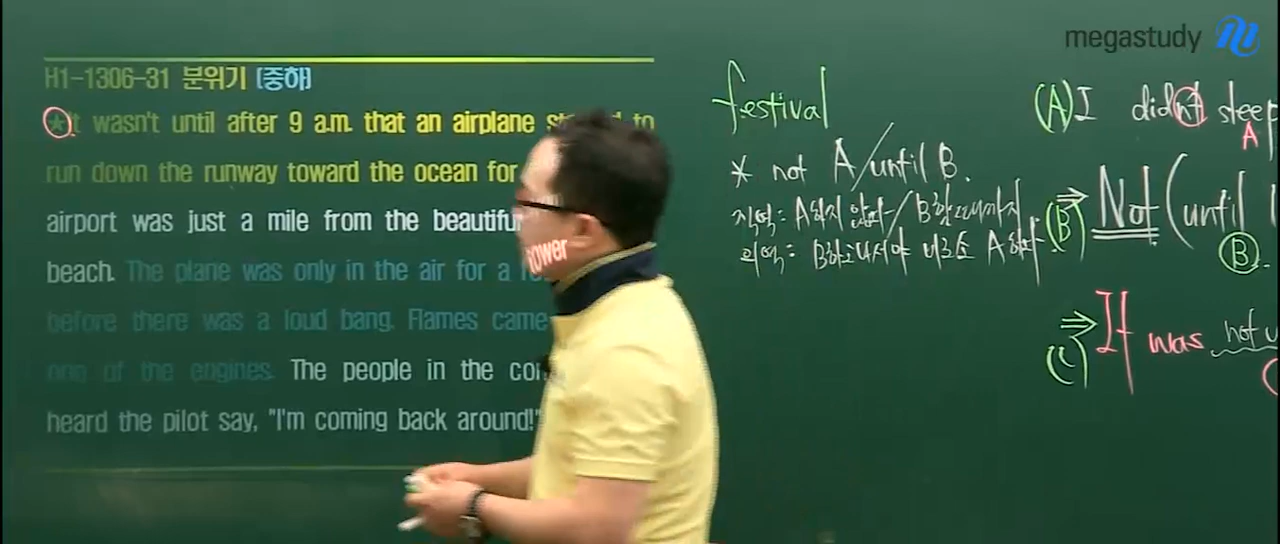 megastudy
H1-1306-31 분위기 [중하]
★It wasn't until after 9 a.m. that an airplane to
run down the runway toward the ocean for
airport was just a mile from the
beach. The plane was only in the air for a
before there was a loud bang. Flames came
one of the engines. The people in the
heard the pilot say, "I'm coming back around!"
tower
festival
* not A/until B.
직역: A하지 않다/B할 때까지
의역: B하고 나서야 비로소 A하다.
(A) I didn't sleep
A
(B) ⇒ Not (until
B
(C) ⇒ It was not